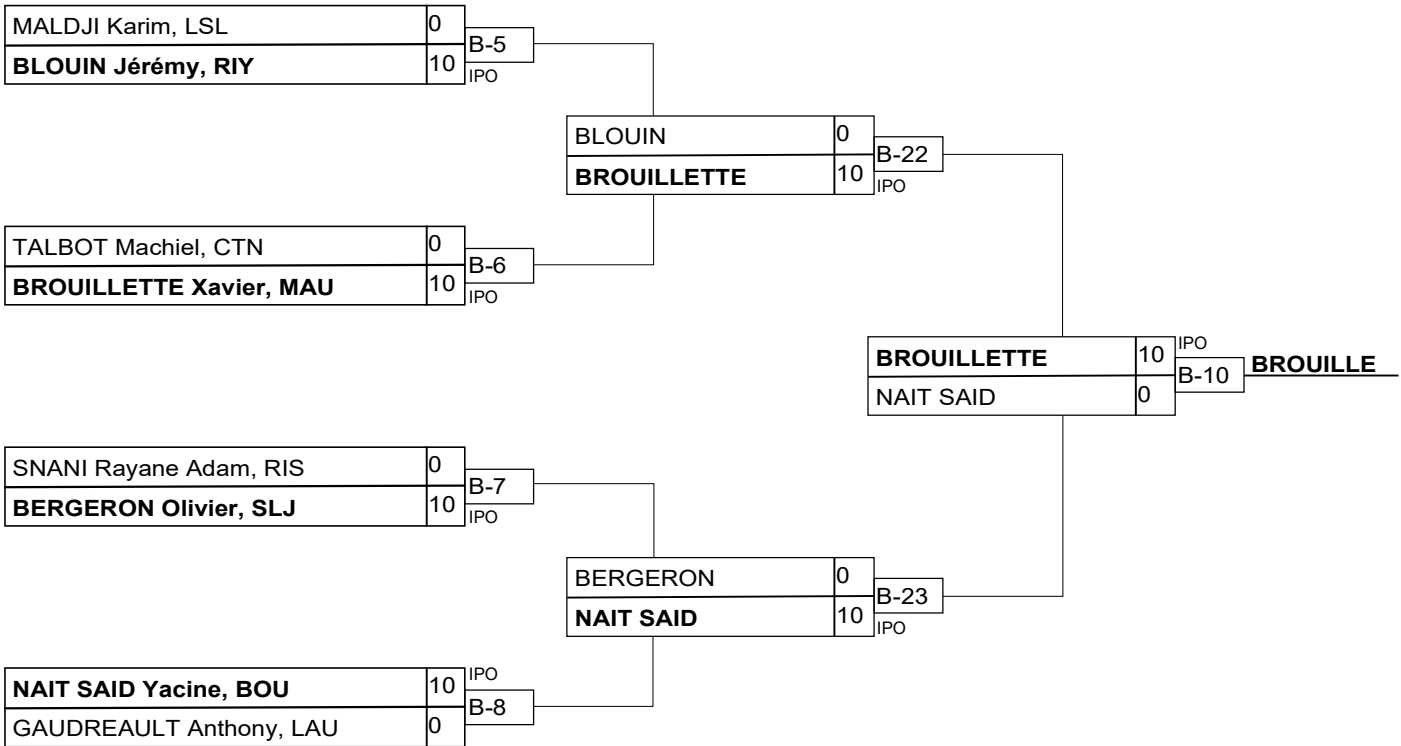 MALDJI Karim, LSL 0
B-5
BLOUIN Jérémy, RIY 10
IPO
BLOUIN 0
B-22
BROUILLETTE 10
IPO
TALBOT Machiel, CTN 0
B-6
BROUILLETTE Xavier, MAU 10
IPO
BROUILLETTE 10 IPO
B-10 BROUILLE
NAIT SAID 0
SNANI Rayane Adam, RIS 0
B-7
BERGERON Olivier, SLJ 10
IPO
BERGERON 0
B-23
NAIT SAID 10
IPO
NAIT SAID Yacine, BOU 10 IPO
B-8
GAUDREAULT Anthony, LAU 0